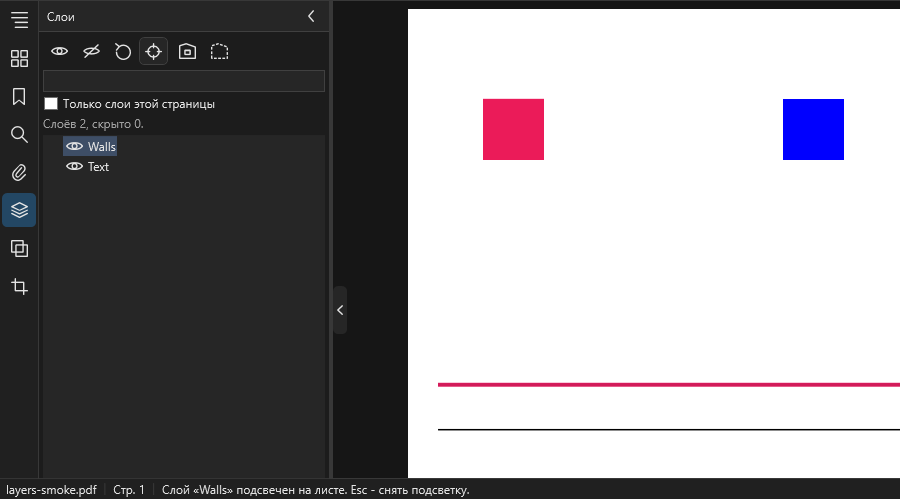 Слои
Только слои этой страницы
Слоёв 2, скрыто 0.
Walls
Text
layers-smoke.pdf
Стр. 1
Слой «Walls» подсвечен на листе. Esc - снять подсветку.